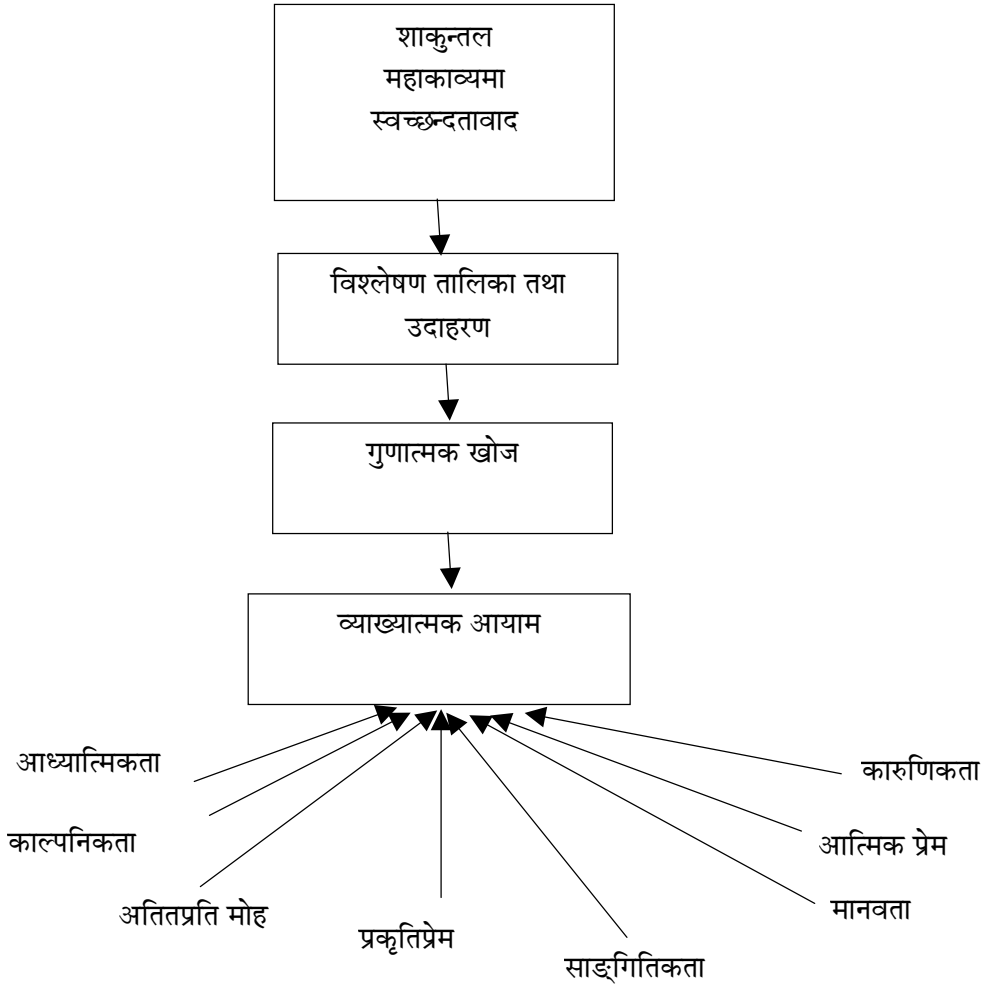 शाकुन्तल
महाकाव्यमा
स्वच्छन्दतावाद
विश्लेषण तालिका तथा
उदाहरण
गुणात्मक खोज
व्याख्यात्मक आयाम
आध्यात्मिकता
काल्पनिकता
अतितप्रति मोह
प्रकृतिप्रेम
साङ्गितिकता
मानवता
आत्मिक प्रेम
कारुणिकता